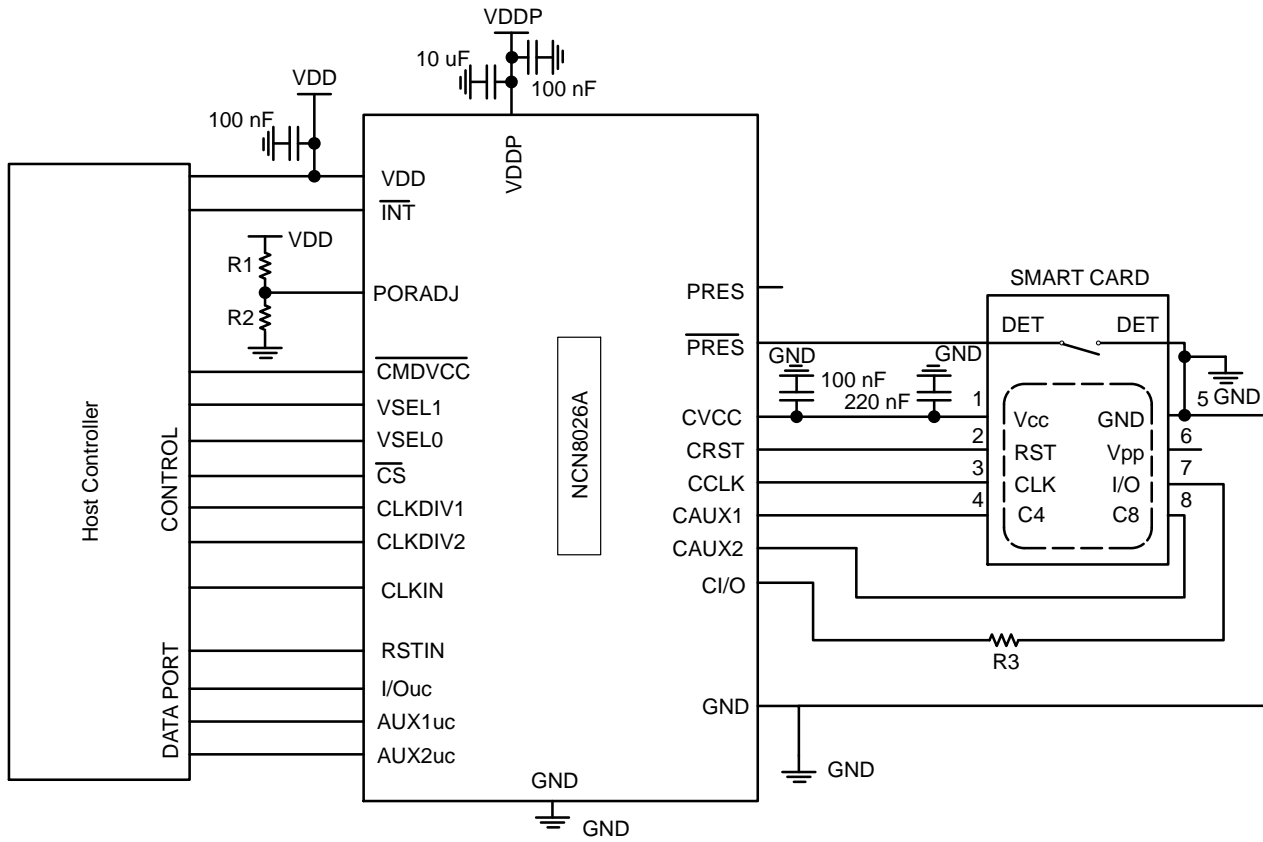 VDDP
10 uF
100 nF
VDD
100 nF
VDDP
VDD
INT
VDD
R1
R2
PORADJ
CMDVCC
VSEL1
VSEL0
CS
CLKDIV1
CLKDIV2
CLKIN
RSTIN
I/Ouc
AUX1uc
AUX2uc
Host Controller
CONTROL
DATA PORT
NCN8026A
PRES
PRES
CVCC
CRST
CCLK
CAUX1
CAUX2
CI/O
GND
GND
GND
GND
SMART CARD
DET DET
GND GND
100 nF
220 nF
1 5 GND
Vcc GND
2 6
RST Vpp
3 7
CLK I/O
4 8
C4 C8
R3